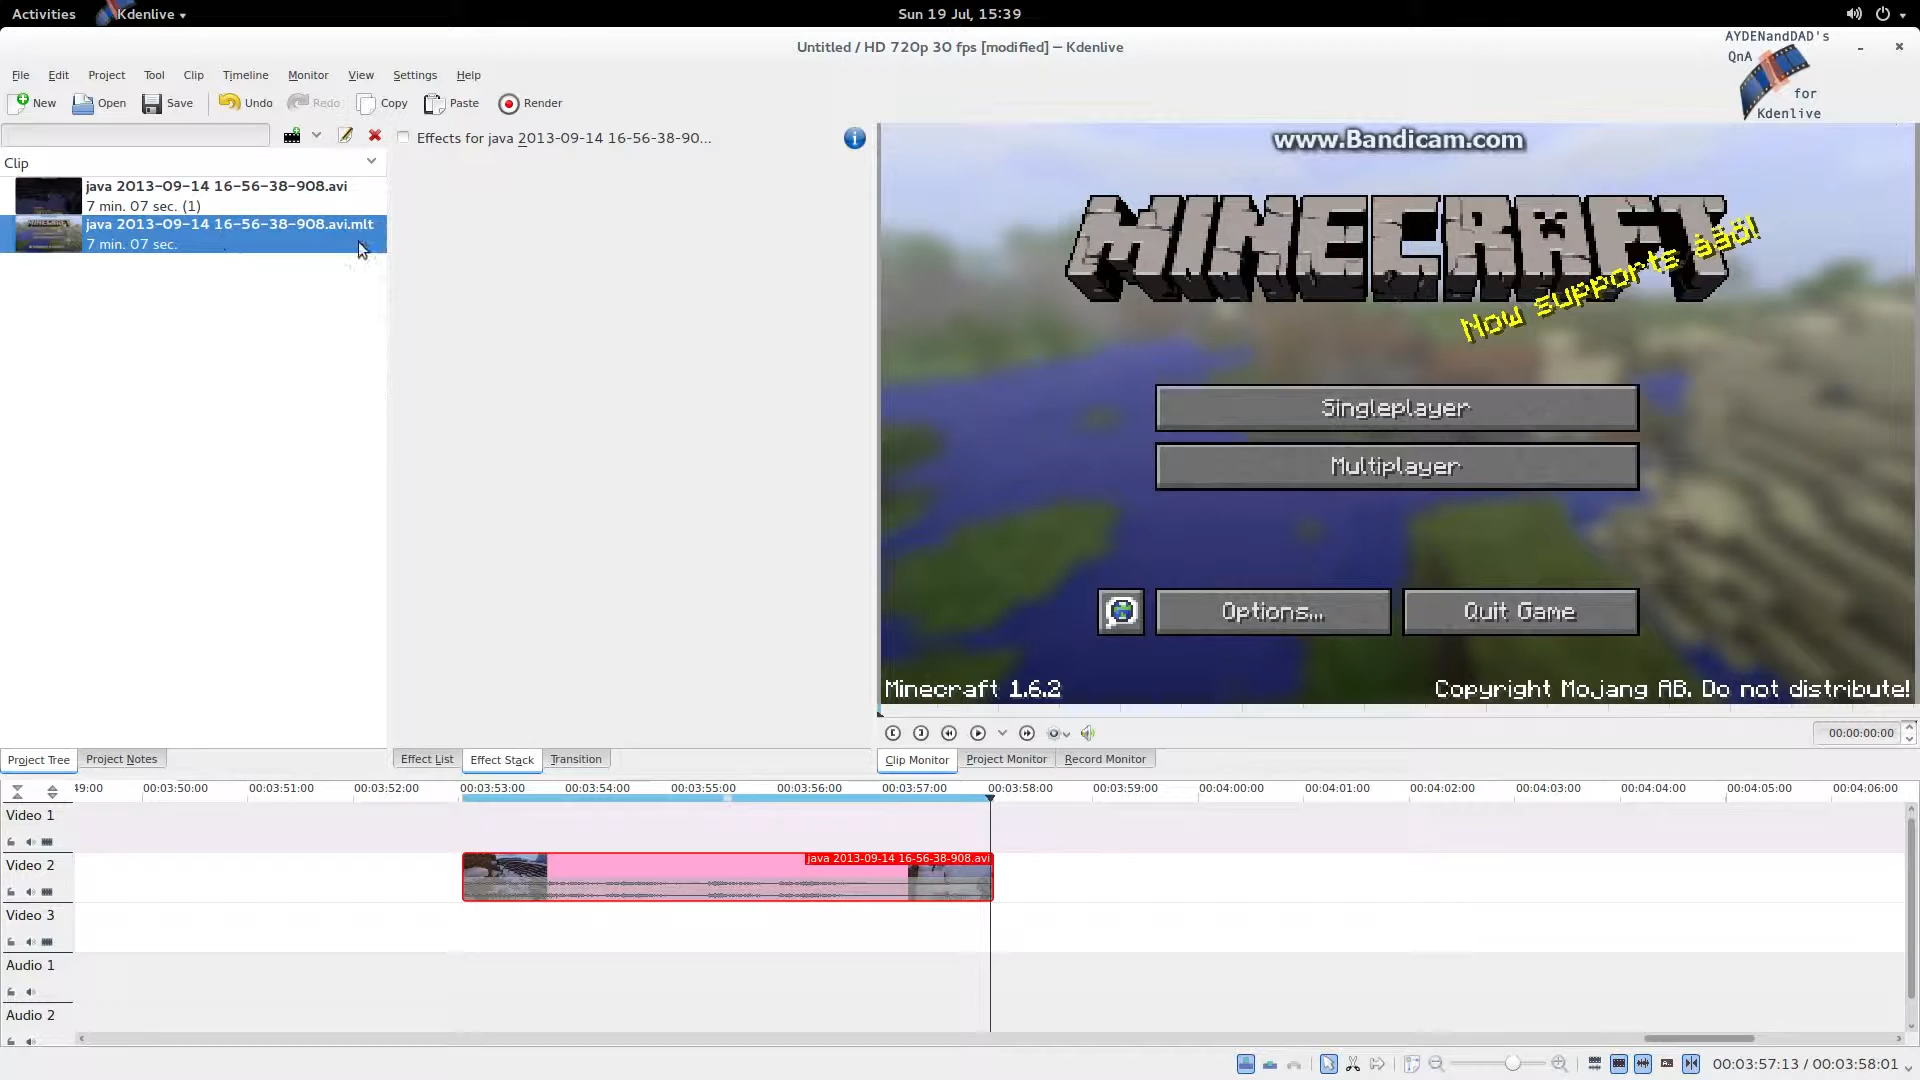 Activities
Kdenlive
Sun 19 Jul, 15:39
Untitled / HD 720p 30 fps [modified] — Kdenlive
AYDENandDAD's
QnA
for
Kdenlive
File Edit Project Tool Clip Timeline Monitor View Settings Help
New Open Save Undo Redo Copy Paste Render
Effects for java 2013-09-14 16-56-38-90...
Clip
java 2013-09-14 16-56-38-908.avi
7 min. 07 sec. (1)
java 2013-09-14 16-56-38-908.avi.mlt
7 min. 07 sec.
www.Bandicam.com
MINECRAFT
Now supports åäö!
Singleplayer
Multiplayer
Options...
Quit Game
Minecraft 1.6.2
Copyright Mojang AB. Do not distribute!
00:00:00:00
Project Tree Project Notes
Effect List Effect Stack Transition
Clip Monitor Project Monitor Record Monitor
49:00 00:03:50:00 00:03:51:00 00:03:52:00 00:03:53:00 00:03:54:00 00:03:55:00 00:03:56:00 00:03:57:00 00:03:58:00 00:03:59:00 00:04:00:00 00:04:01:00 00:04:02:00 00:04:03:00 00:04:04:00 00:04:05:00 00:04:06:00
Video 1
Video 2
java 2013-09-14 16-56-38-908.avi
Video 3
Audio 1
Audio 2
00:03:57:13 / 00:03:58:01